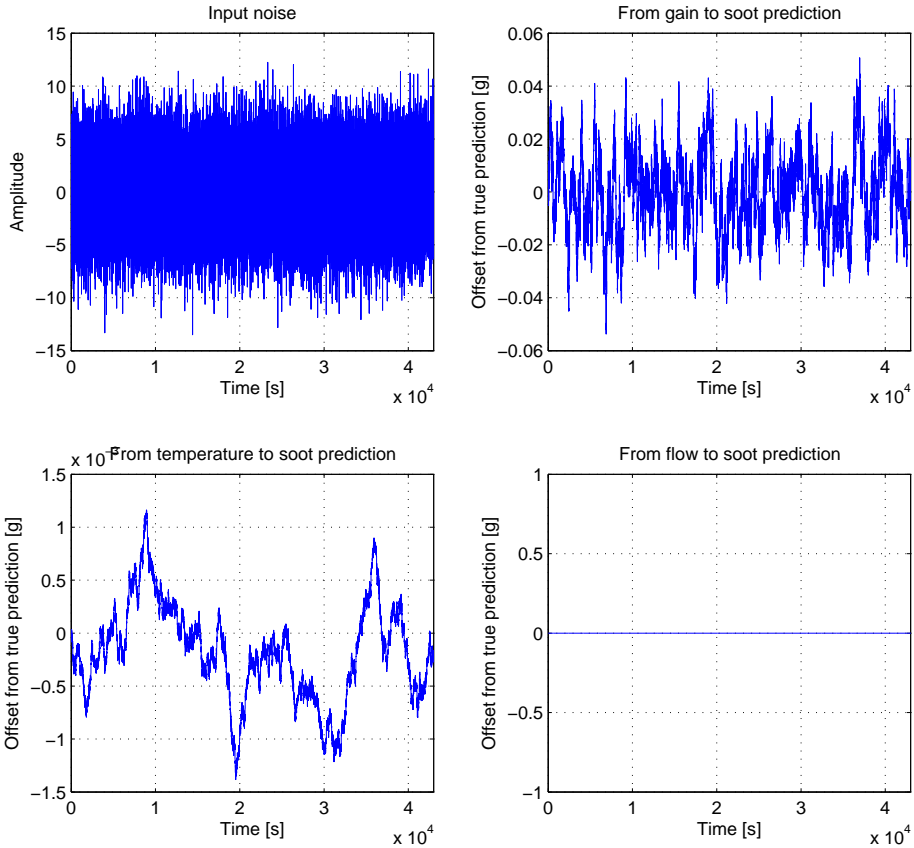 Input noise
15
10
5
0
−5
−10
−15
Amplitude
0 1 2 3 4
x 10^4
Time [s]
From gain to soot prediction
0.06
0.04
0.02
0
−0.02
−0.04
−0.06
Offset from true prediction [g]
0 1 2 3 4
x 10^4
Time [s]
From temperature to soot prediction
x 10
1.5
1
0.5
0
−0.5
−1
−1.5
Offset from true prediction [g]
0 1 2 3 4
x 10^4
Time [s]
From flow to soot prediction
1
0.5
0
−0.5
−1
Offset from true prediction [g]
0 1 2 3 4
x 10^4
Time [s]